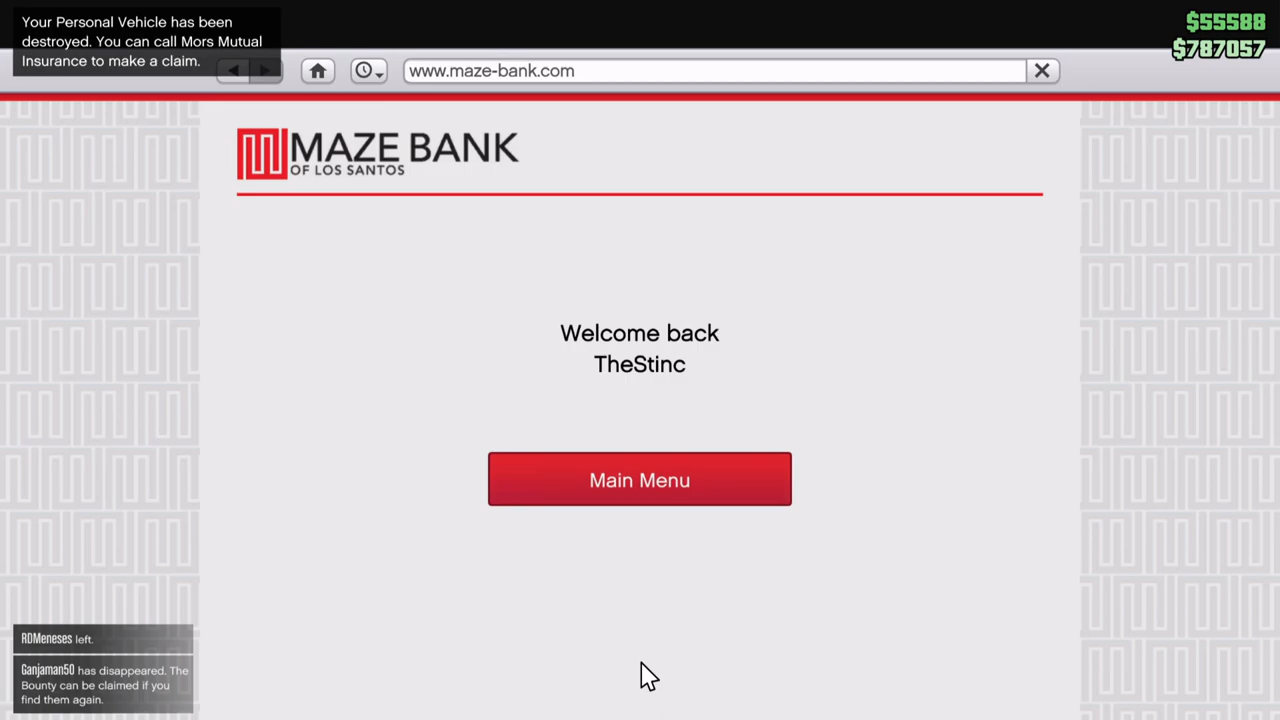 Your Personal Vehicle has been
destroyed. You can call Mors Mutual
Insurance to make a claim.
$55588
$787057
www.maze-bank.com
MAZE BANK
OF LOS SANTOS
Welcome back
TheStinc
Main Menu
RDMeneses left.
Ganjaman50 has disappeared. The
Bounty can be claimed if you
find them again.